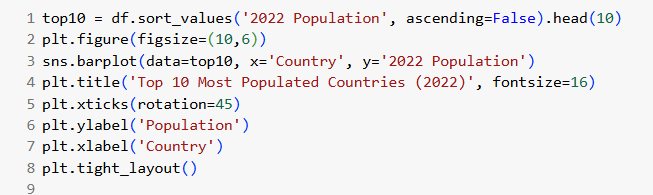 1 top10 = df.sort_values('2022 Population', ascending=False).head(10)
2 plt.figure(figsize=(10,6))
3 sns.barplot(data=top10, x='Country', y='2022 Population')
4 plt.title('Top 10 Most Populated Countries (2022)', fontsize=16)
5 plt.xticks(rotation=45)
6 plt.ylabel('Population')
7 plt.xlabel('Country')
8 plt.tight_layout()
9